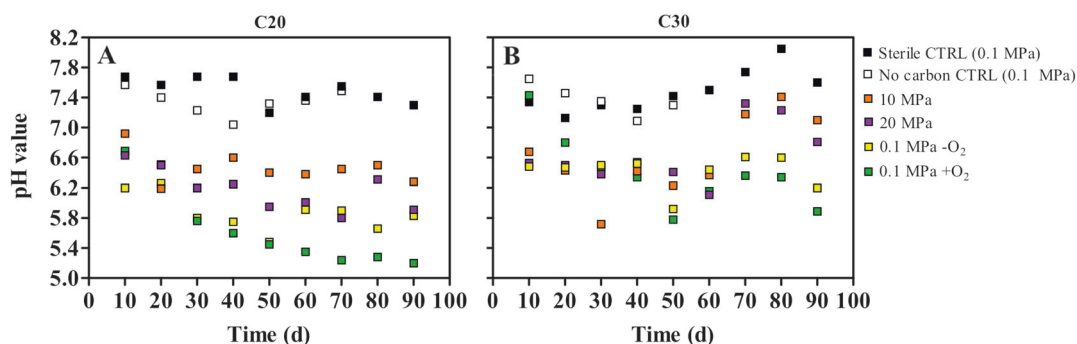 C20
C30
A
B
pH value
8.2
7.8
7.4
7.0
6.6
6.2
5.8
5.4
5.0
0 10 20 30 40 50 60 70 80 90 100
0 10 20 30 40 50 60 70 80 90 100
Time (d)
Time (d)
Sterile CTRL (0.1 MPa)
No carbon CTRL (0.1 MPa)
10 MPa
20 MPa
0.1 MPa -O₂
0.1 MPa +O₂